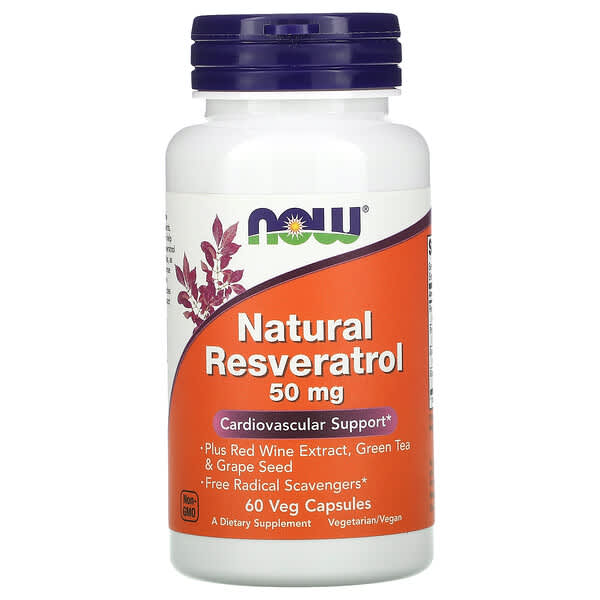 NOW®
Natural
Resveratrol
50 mg
Cardiovascular Support*
• Plus Red Wine Extract, Green Tea
& Grape Seed
• Free Radical Scavengers*
60 Veg Capsules
Non-
GMO
A Dietary Supplement Vegetarian/Vegan